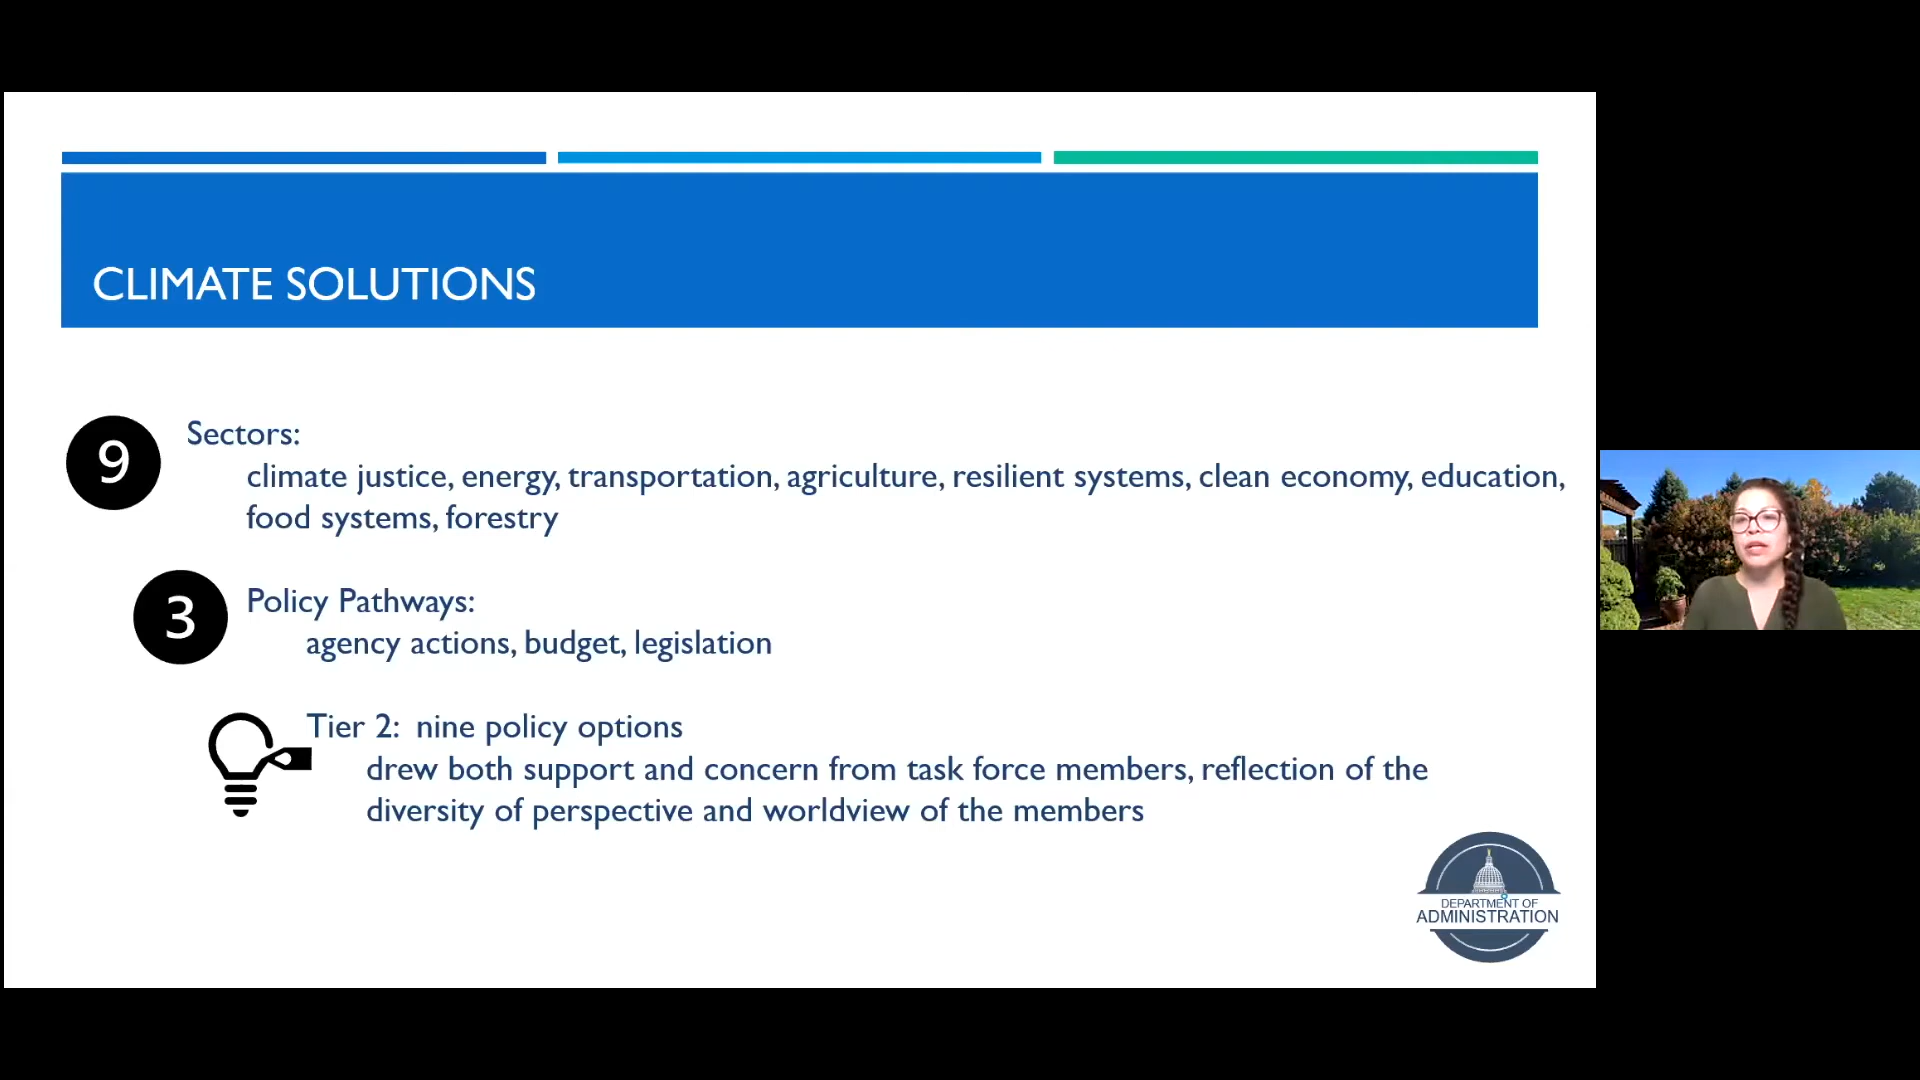 CLIMATE SOLUTIONS
9
Sectors:
climate justice, energy, transportation, agriculture, resilient systems, clean economy, education,
food systems, forestry
3
Policy Pathways:
agency actions, budget, legislation
Tier 2:  nine policy options
drew both support and concern from task force members, reflection of the
diversity of perspective and worldview of the members
DEPARTMENT OF
ADMINISTRATION